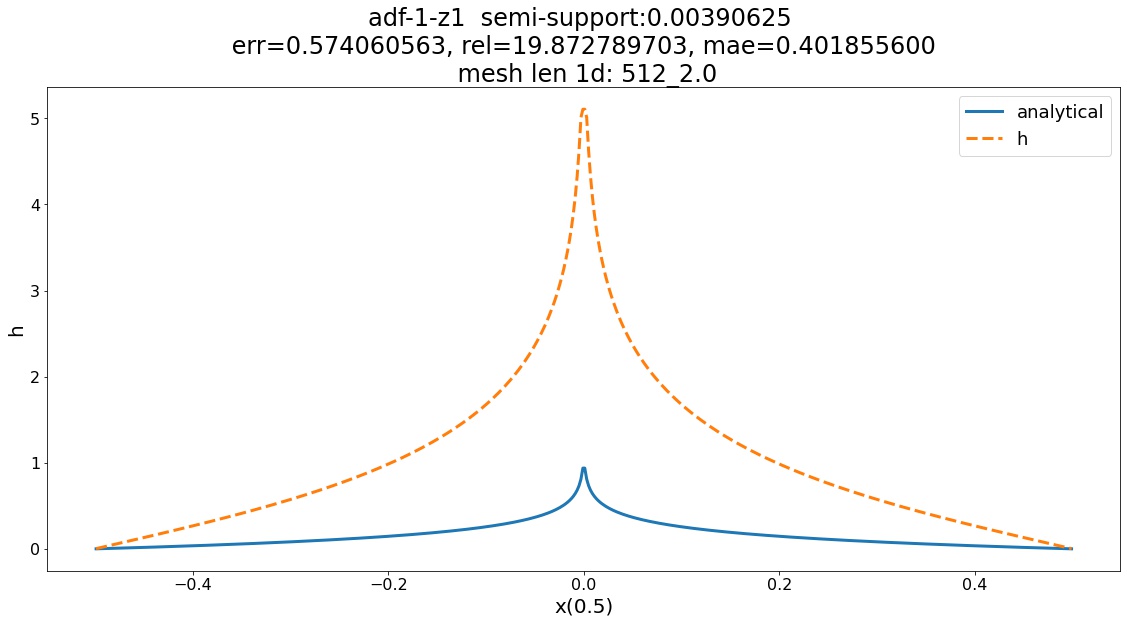 adf-1-z1 semi-support:0.00390625
err=0.574060563, rel=19.872789703, mae=0.401855600
mesh len 1d: 512_2.0
analytical
h
5
4
3
2
1
0
h
−0.4 −0.2 0.0 0.2 0.4
x(0.5)